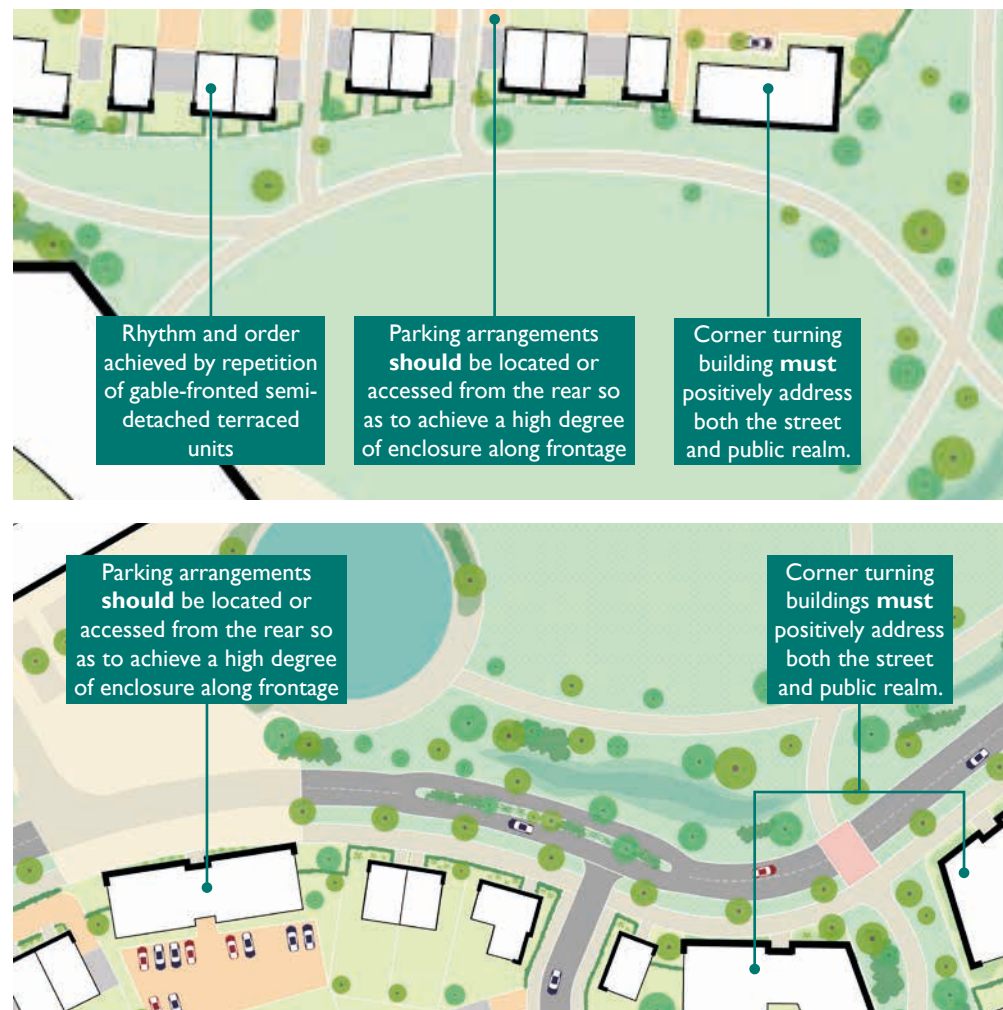 Rhythm and order
achieved by repetition
of gable-fronted semi-
detached terraced
units
Parking arrangements
should be located or
accessed from the rear so
as to achieve a high degree
of enclosure along frontage
Corner turning
building must
positively address
both the street
and public realm.
Parking arrangements
should be located or
accessed from the rear so
as to achieve a high degree
of enclosure along frontage
Corner turning
buildings must
positively address
both the street
and public realm.